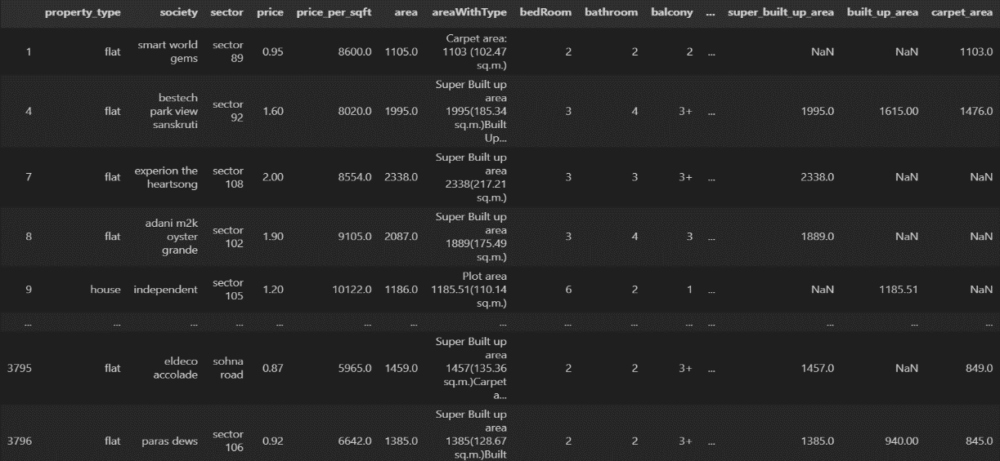 property_type society sector price price_per_sqft area areaWithType bedRoom bathroom balcony ... super_built_up_area built_up_area carpet_area
Carpet area:
smart world sector
1 flat 0.95 8600.0 1105.0 1103 (102.47 2 2 2 ... NaN NaN 1103.0
gems 89
sq.m.)
Super Built up
bestech area
sector
4 flat park view 1.60 8020.0 1995.0 1995(185.34 3 4 3+ ... 1995.0 1615.00 1476.0
92
sanskruti sq.m.)Built
Up...
Super Built up
experion the sector area
7 flat 2.00 8554.0 2338.0 3 3 3+ ... 2338.0 NaN NaN
heartsong 108 2338(217.21
sq.m.)
Super Built up
adani m2k sector area
8 flat oyster 1.90 9105.0 2087.0 3 4 3 ... 1889.0 NaN NaN
grande 102 1889(175.49
sq.m.)
Plot area
sector
9 house independent 1.20 10122.0 1186.0 1185.51(110.14 6 2 1 ... NaN 1185.51 NaN
105
sq.m.)
... ... ... ... ... ... ... ... ... ... ... ... ... ... ...
Super Built up
area
eldeco sohna
3795 flat 0.87 5965.0 1459.0 1457(135.36 2 2 3+ ... 1457.0 NaN 849.0
accolade road
sq.m.)Carpet
a...
Super Built up
area
sector
3796 flat paras dews 0.92 6642.0 1385.0 1385(128.67 2 2 3+ ... 1385.0 940.00 845.0
106
sq.m.)Built